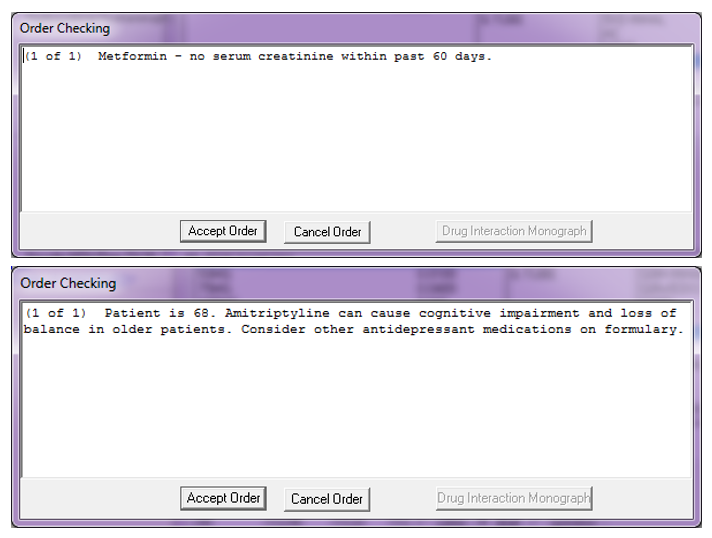 Order Checking
(1 of 1)  Metformin - no serum creatinine within past 60 days.
Accept Order
Cancel Order
Drug Interaction Monograph
Order Checking
(1 of 1)  Patient is 68. Amitriptyline can cause cognitive impairment and loss of
balance in older patients. Consider other antidepressant medications on formulary.
Accept Order
Cancel Order
Drug Interaction Monograph